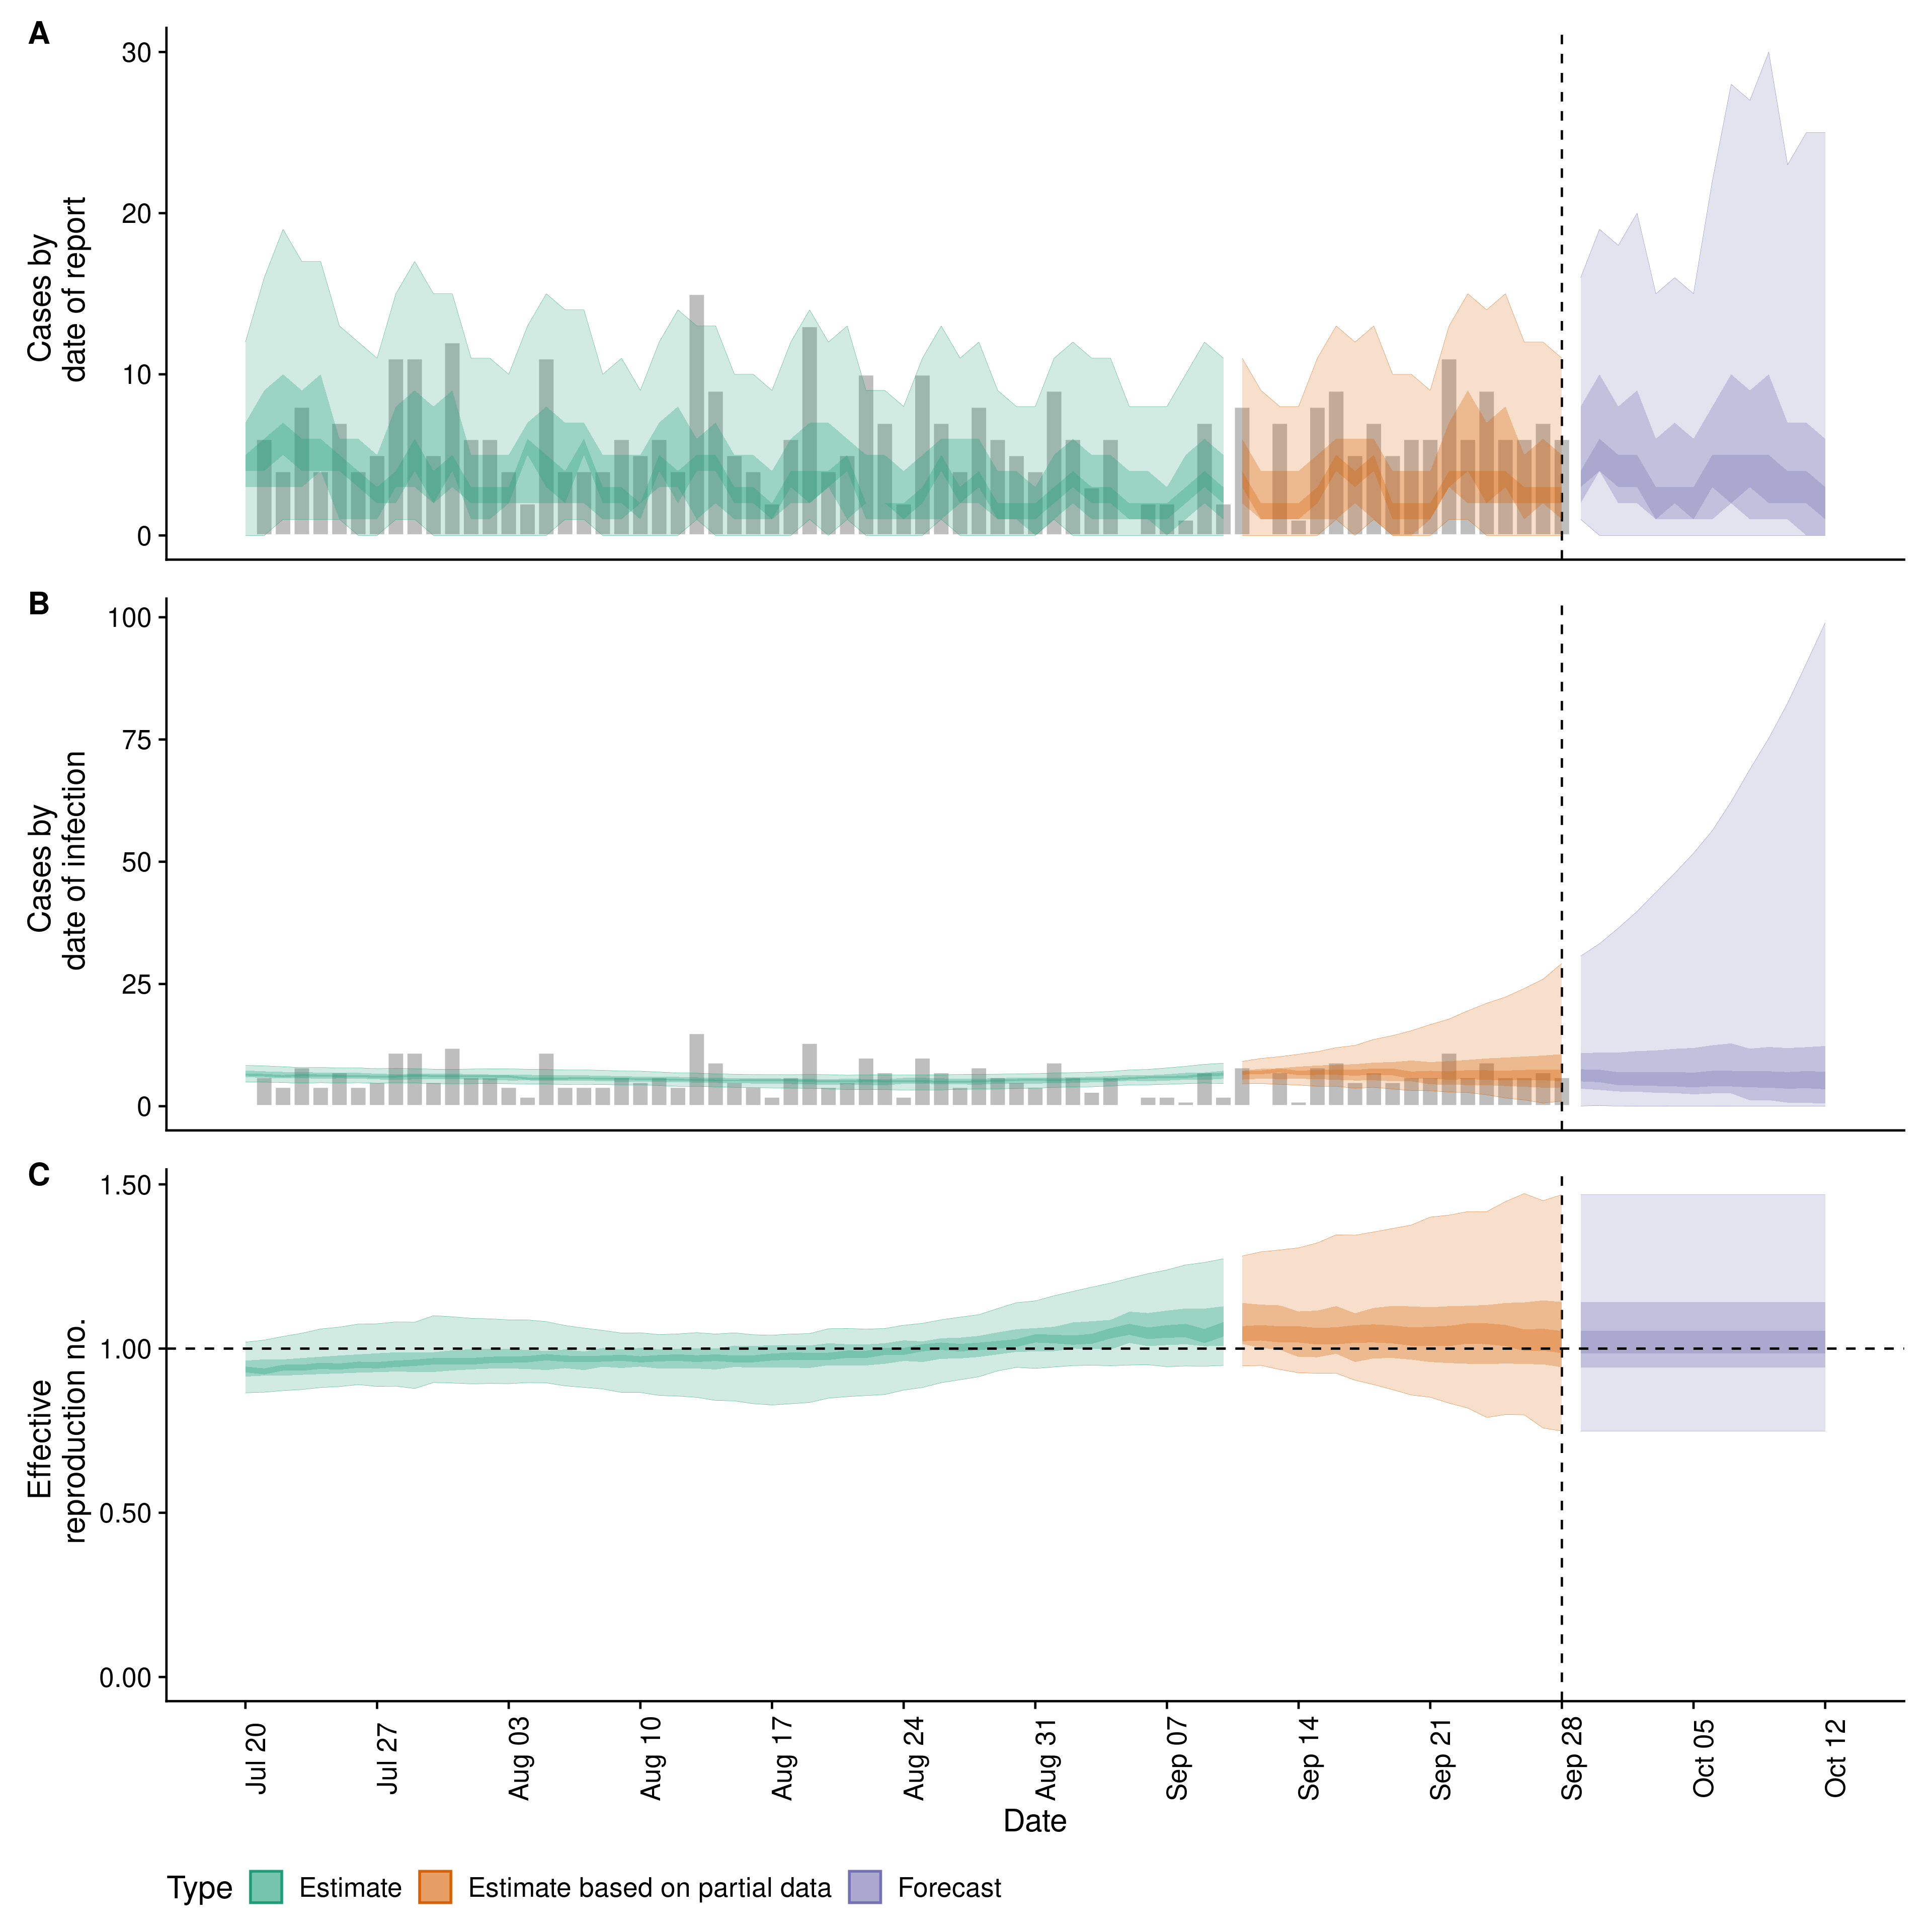 A
30
20
10
0
Cases by
date of report
B
100
75
50
25
0
Cases by
date of infection
C
1.50
1.00
0.50
0.00
Effective
reproduction no.
Jul 20
Jul 27
Aug 03
Aug 10
Aug 17
Aug 24
Aug 31
Sep 07
Sep 14
Sep 21
Sep 28
Oct 05
Oct 12
Date
Type Estimate Estimate based on partial data Forecast